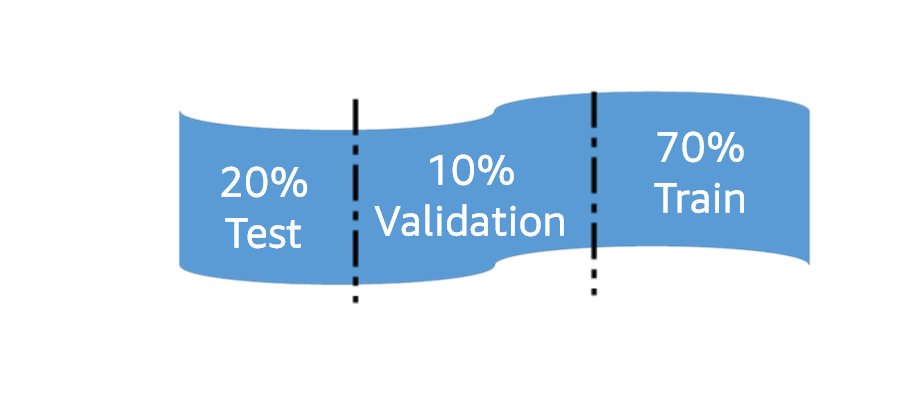 20%
Test
10%
Validation
70%
Train